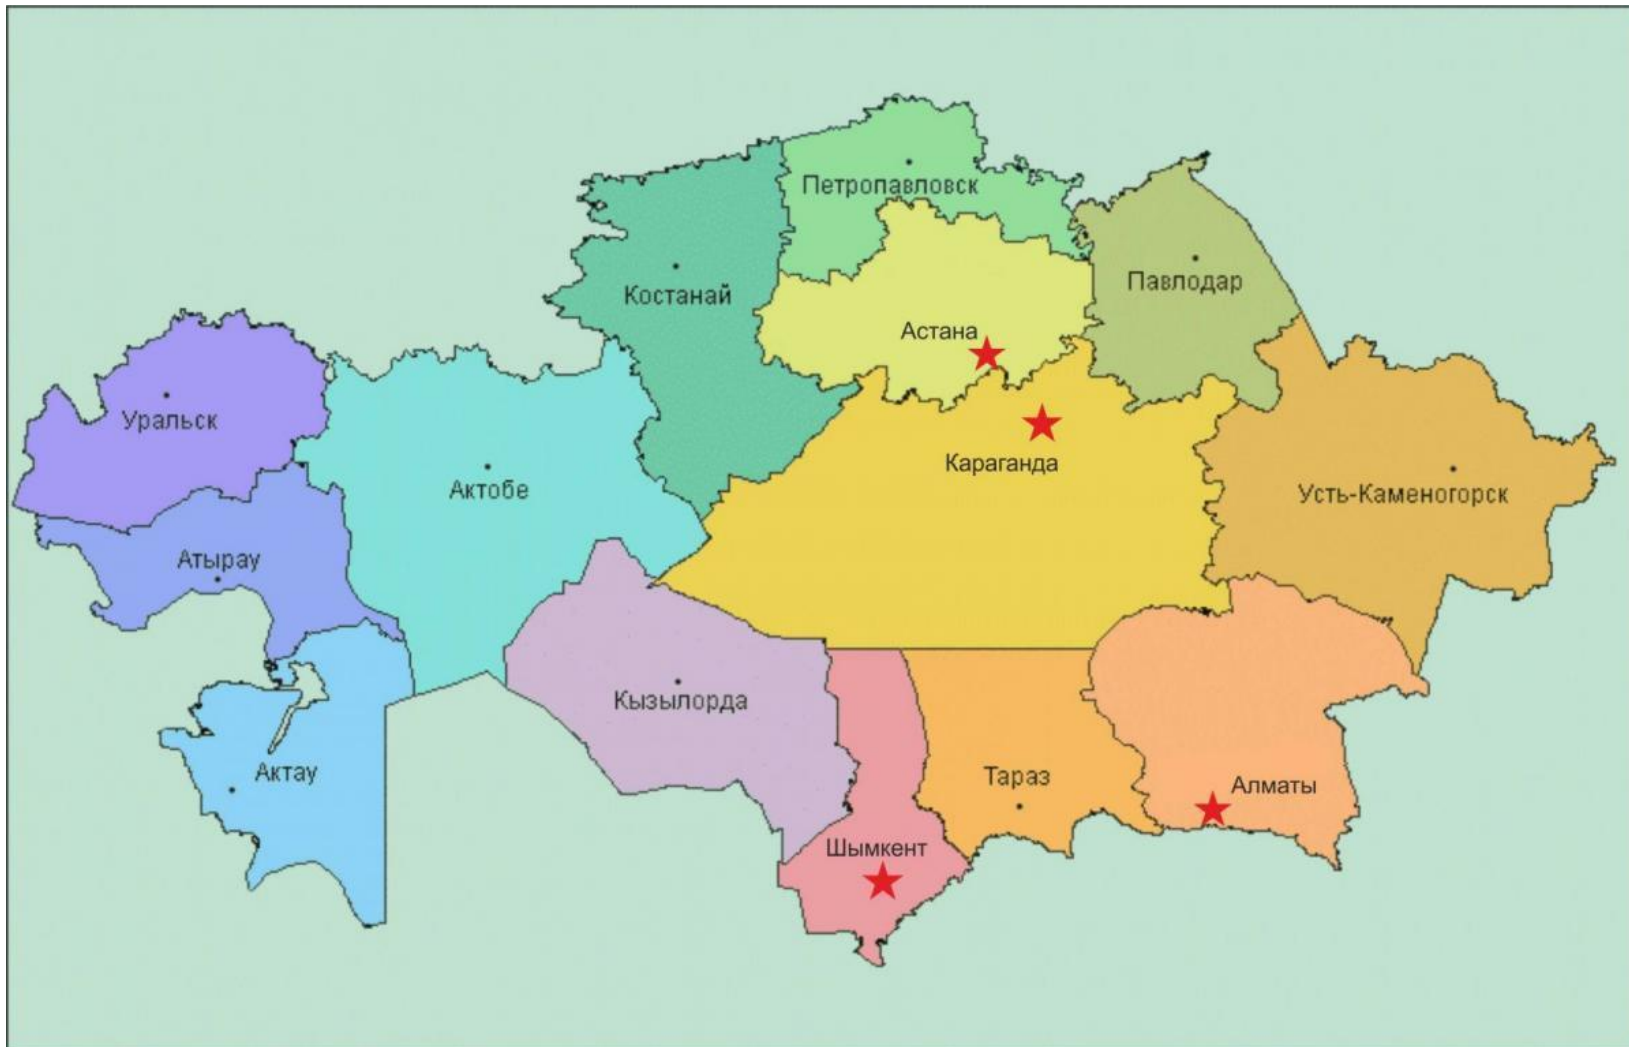 Петропавловск
Павлодар
Костанай
Астана
Уральск
Караганда
Актобе
Усть-Каменогорск
Атырау
Кызылорда
Актау
Тараз
Алматы
Шымкент